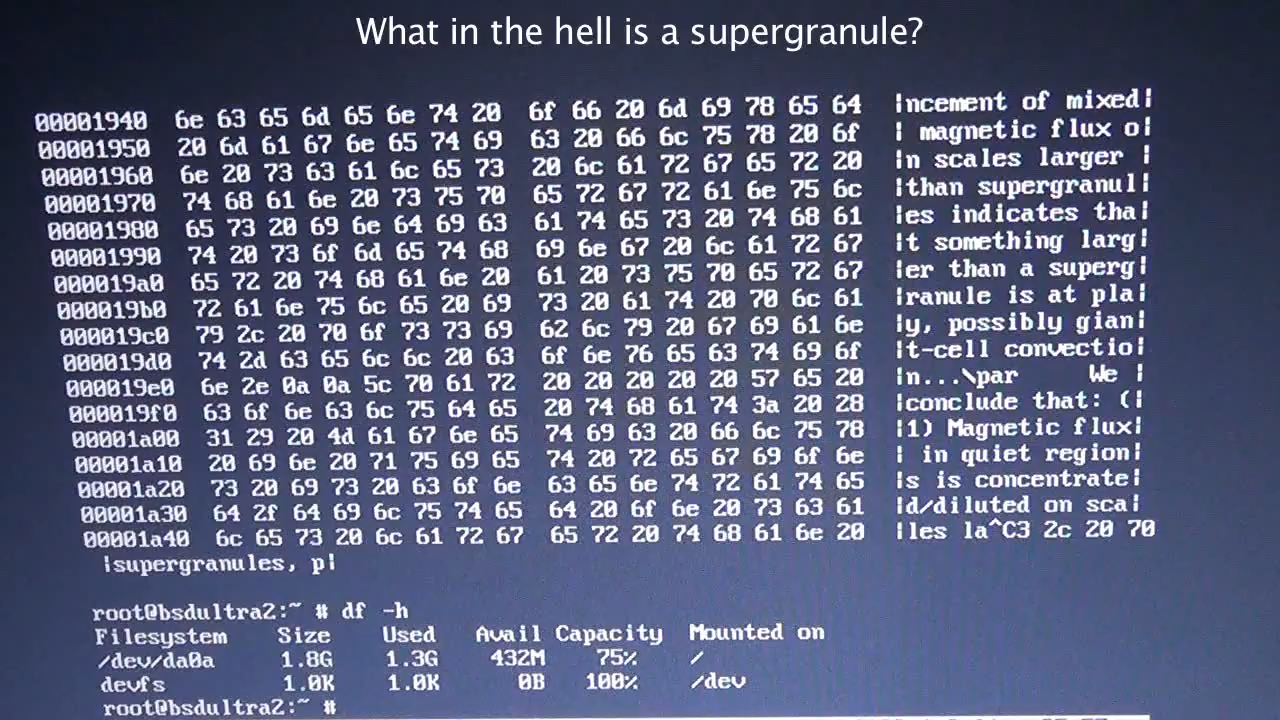 What in the hell is a supergranule?
00001940 6e 63 65 6d 65 6e 74 20 6f 66 20 6d 69 78 65 64 |ncement of mixed|
00001950 20 6d 61 67 6e 65 74 69 63 20 66 6c 75 78 20 6f | magnetic flux o|
00001960 6e 20 73 63 61 6c 65 73 20 6c 61 72 67 65 72 20 |n scales larger |
00001970 74 68 61 6e 20 73 75 70 65 72 67 72 61 6e 75 6c |than supergranul|
00001980 65 73 20 69 6e 64 69 63 61 74 65 73 20 74 68 61 |es indicates tha|
00001990 74 20 73 6f 6d 65 74 68 69 6e 67 20 6c 61 72 67 |t something larg|
000019a0 65 72 20 74 68 61 6e 20 61 20 73 75 70 65 72 67 |er than a superg|
000019b0 72 61 6e 75 6c 65 20 69 73 20 61 74 20 70 6c 61 |ranule is at pla|
000019c0 79 2c 20 70 6f 73 73 69 62 6c 79 20 67 69 61 6e |y, possibly gian|
000019d0 74 2d 63 65 6c 6c 20 63 6f 6e 76 65 63 74 69 6f |t-cell convectio|
000019e0 6e 2e 0a 0a 5c 70 61 72 20 20 20 20 20 57 65 20 |n...\par     We |
000019f0 63 6f 6e 63 6c 75 64 65 20 74 68 61 74 3a 20 28 |conclude that: (|
00001a00 31 29 20 4d 61 67 6e 65 74 69 63 20 66 6c 75 78 |1) Magnetic flux|
00001a10 20 69 6e 20 71 75 69 65 74 20 72 65 67 69 6f 6e | in quiet region|
00001a20 73 20 69 73 20 63 6f 6e 63 65 6e 74 72 61 74 65 |s is concentrate|
00001a30 64 2f 64 69 6c 75 74 65 64 20 6f 6e 20 73 63 61 |d/diluted on sca|
00001a40 6c 65 73 20 6c 61 72 67 65 72 20 74 68 61 6e 20 |les la^C3 2c 20 70
|supergranules, p|
root@bsdultra2:~ # df -h
Filesystem Size Used Avail Capacity Mounted on
/dev/da0a 1.8G 1.3G 432M 75% /
devfs 1.0K 1.0K 0B 100% /dev
root@bsdultra2:~ #